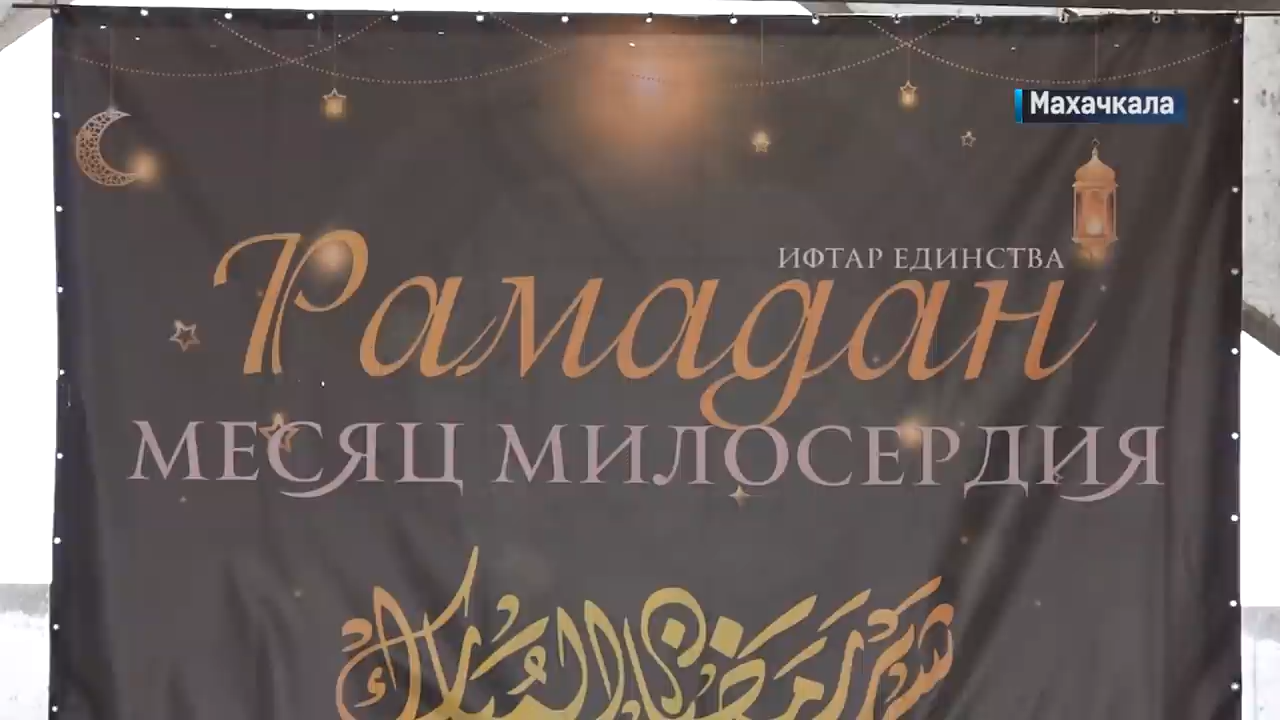 Махачкала
ИФТАР ЕДИНСТВА
Рамадан
МЕСЯЦ МИЛОСЕРДИЯ
شهر رمضان المبارك